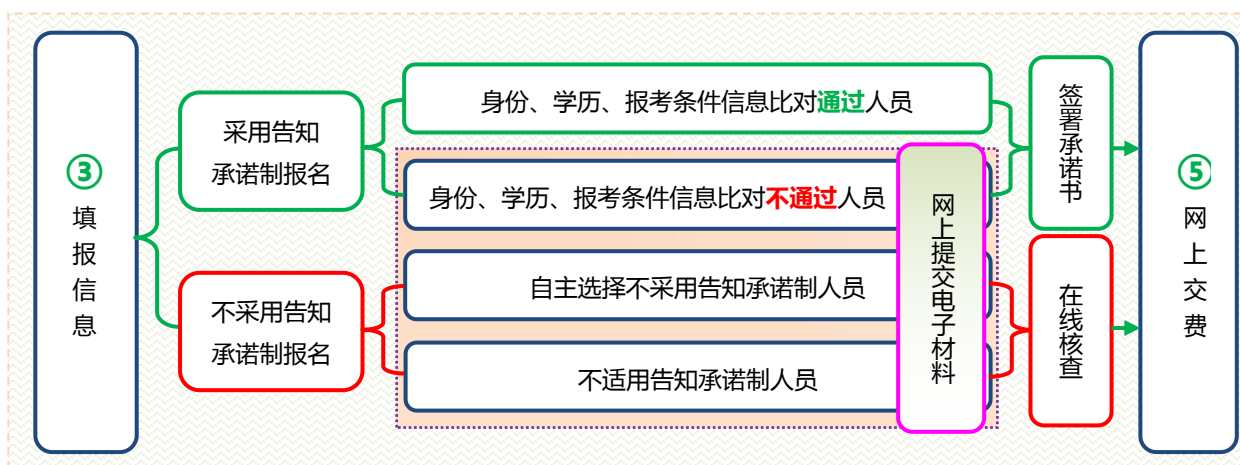 ③
填报信息
采用告知
承诺制报名
不采用告知
承诺制报名
身份、学历、报考条件信息比对通过人员
身份、学历、报考条件信息比对不通过人员
自主选择不采用告知承诺制人员
不适用告知承诺制人员
网上提交电子材料
签署承诺书
在线核查
⑤
网上交费